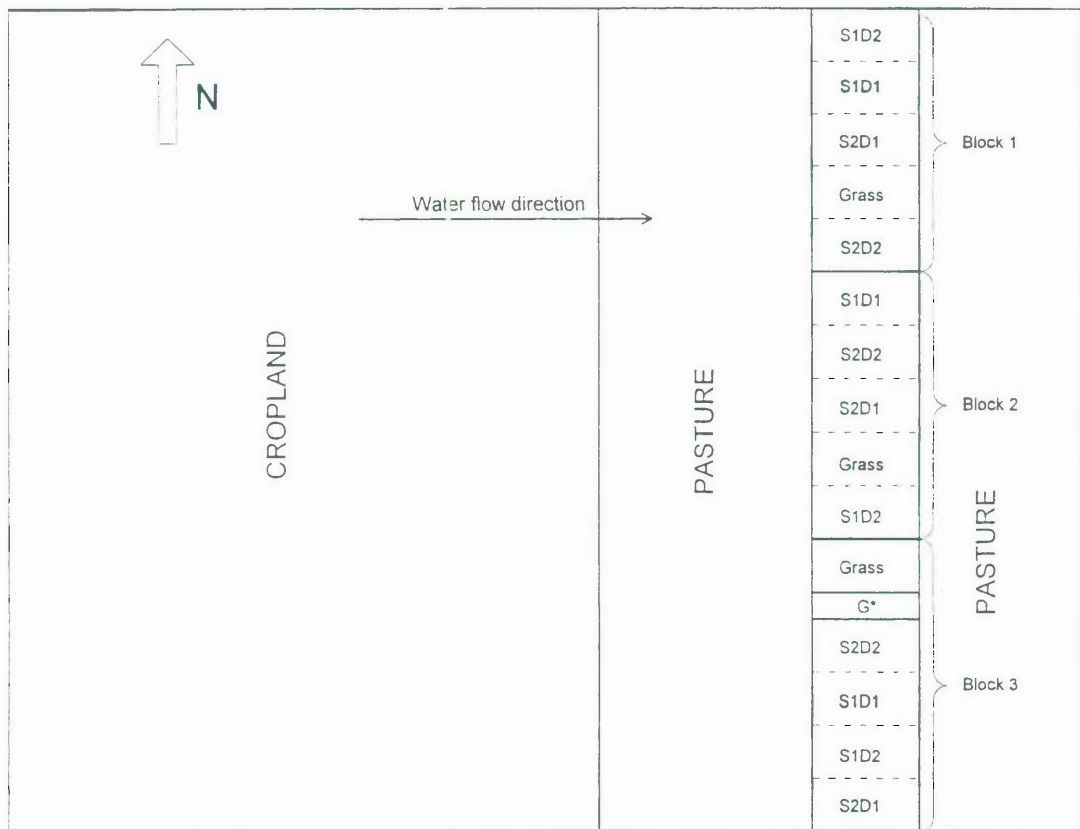 N
Water flow direction
CROPLAND
PASTURE
S1D2
S1D1
S2D1
Grass
S2D2
Block 1
S1D1
S2D2
S2D1
Grass
S1D2
Block 2
Grass
G*
S2D2
S1D1
S1D2
S2D1
Block 3
PASTURE